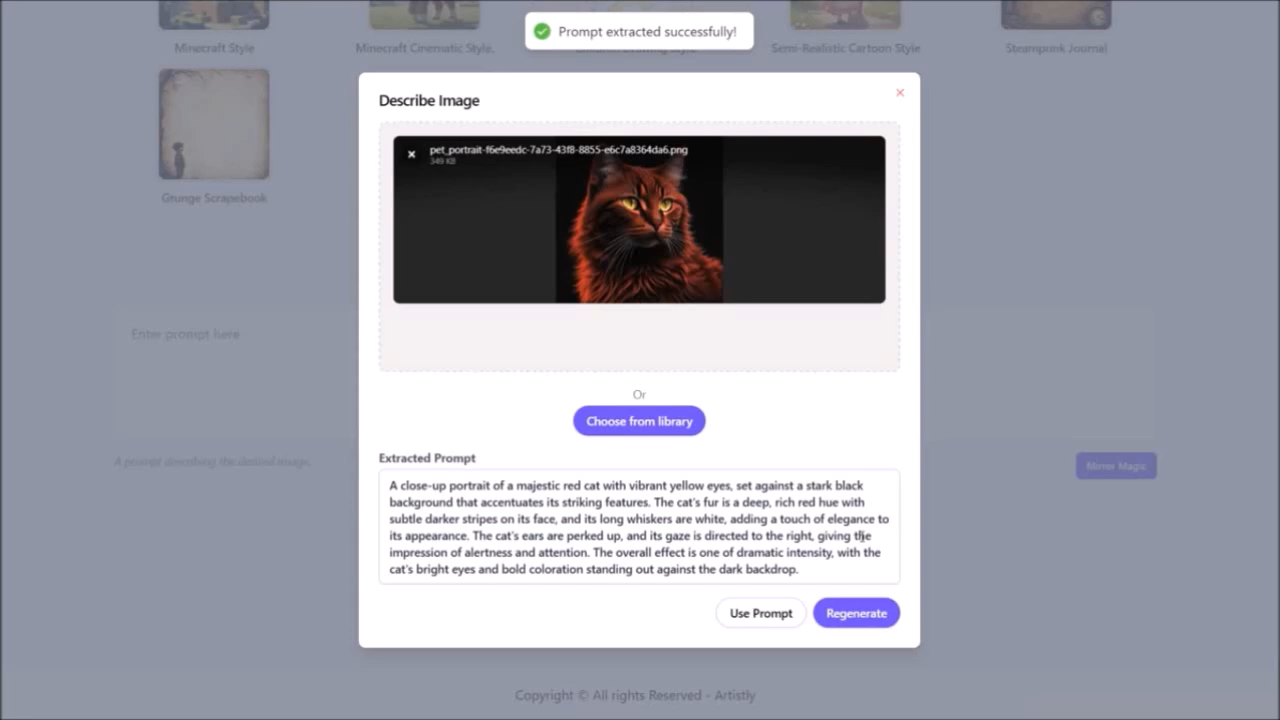 Prompt extracted successfully!
Minecraft Style
Minecraft Cinematic Style.
Drawing Style.
Semi-Realistic Cartoon Style
Steampunk Journal
Describe Image
pet_portrait-f6e9eedc-7a73-43f8-8855-e6c7a8364da6.png
349 KB
Grunge Scrapebook
Enter prompt here
Or
Choose from library
A prompt describing the desired image.
Mirror Magic
Extracted Prompt
A close-up portrait of a majestic red cat with vibrant yellow eyes, set against a stark black
background that accentuates its striking features. The cat's fur is a deep, rich red hue with
subtle darker stripes on its face, and its long whiskers are white, adding a touch of elegance to
its appearance. The cat's ears are perked up, and its gaze is directed to the right, giving the
impression of alertness and attention. The overall effect is one of dramatic intensity, with the
cat's bright eyes and bold coloration standing out against the dark backdrop.
Use Prompt
Regenerate
Copyright © All rights Reserved - Artistly